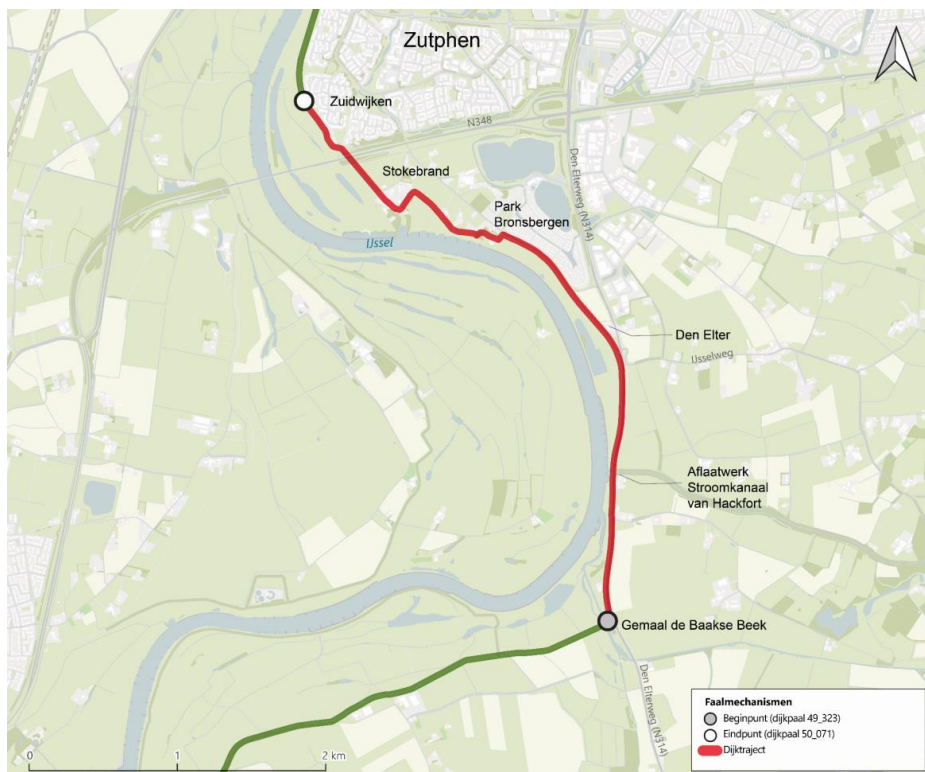 Zutphen
Zuidwijken
N348
Stokebrand
Den Elterweg (N314)
Park
Bronsbergen
IJssel
Den Elter
IJsselweg
Aflaatwerk
Stroomkanaal
van Hackfort
Gemaal de Baakse Beek
Den Elterweg (N314)
Faalmechanismen
Beginpunt (dijkpaal 49_323)
Eindpunt (dijkpaal 50_071)
Dijktraject
0 1 2 km